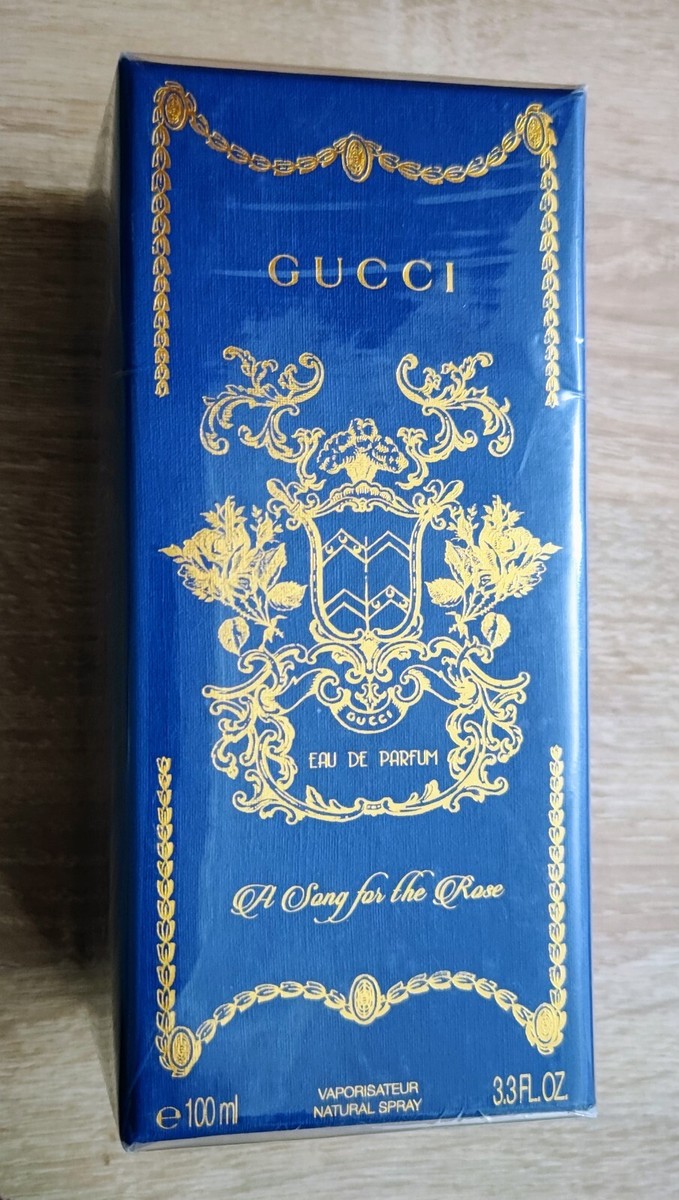 GUCCI
GUCCI
EAU DE PARFUM
A Song for the Rose
e 100 ml
VAPORISATEUR
NATURAL SPRAY
3.3 FL. OZ.